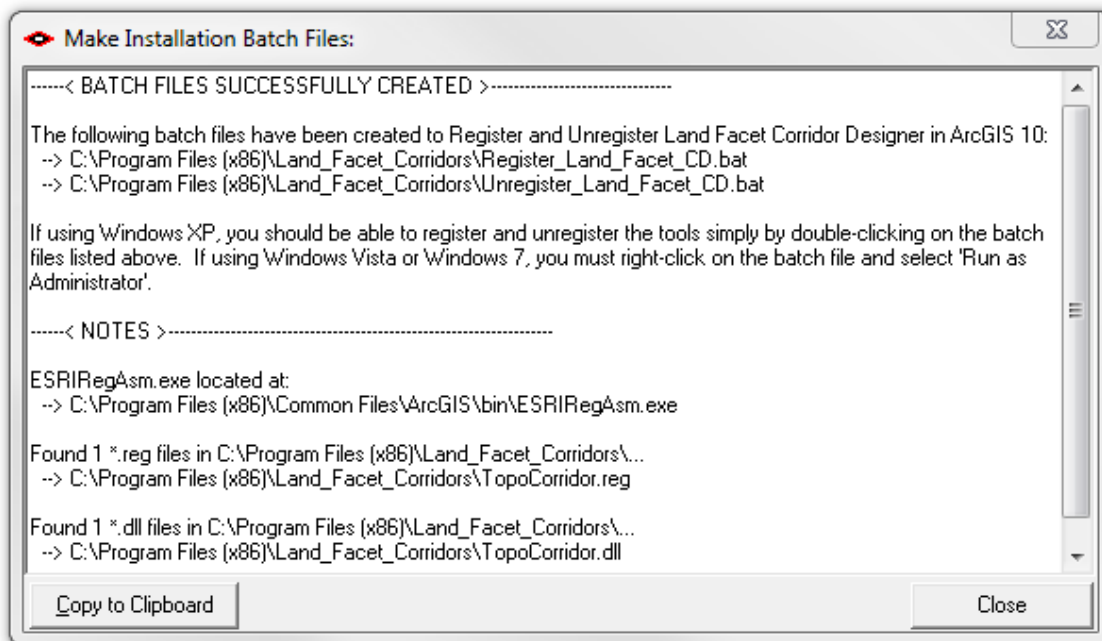 Make Installation Batch Files:
------< BATCH FILES SUCCESSFULLY CREATED >--------------------------------
The following batch files have been created to Register and Unregister Land Facet Corridor Designer in ArcGIS 10:
--> C:\Program Files (x86)\Land_Facet_Corridors\Register_Land_Facet_CD.bat
--> C:\Program Files (x86)\Land_Facet_Corridors\Unregister_Land_Facet_CD.bat
If using Windows XP, you should be able to register and unregister the tools simply by double-clicking on the batch
files listed above.  If using Windows Vista or Windows 7, you must right-click on the batch file and select 'Run as
Administrator'.
------< NOTES >--------------------------------------------------------------------
ESRIRegAsm.exe located at:
--> C:\Program Files (x86)\Common Files\ArcGIS\bin\ESRIRegAsm.exe
Found 1 *.reg files in C:\Program Files (x86)\Land_Facet_Corridors\...
--> C:\Program Files (x86)\Land_Facet_Corridors\TopoCorridor.reg
Found 1 *.dll files in C:\Program Files (x86)\Land_Facet_Corridors\...
--> C:\Program Files (x86)\Land_Facet_Corridors\TopoCorridor.dll
Copy to Clipboard
Close